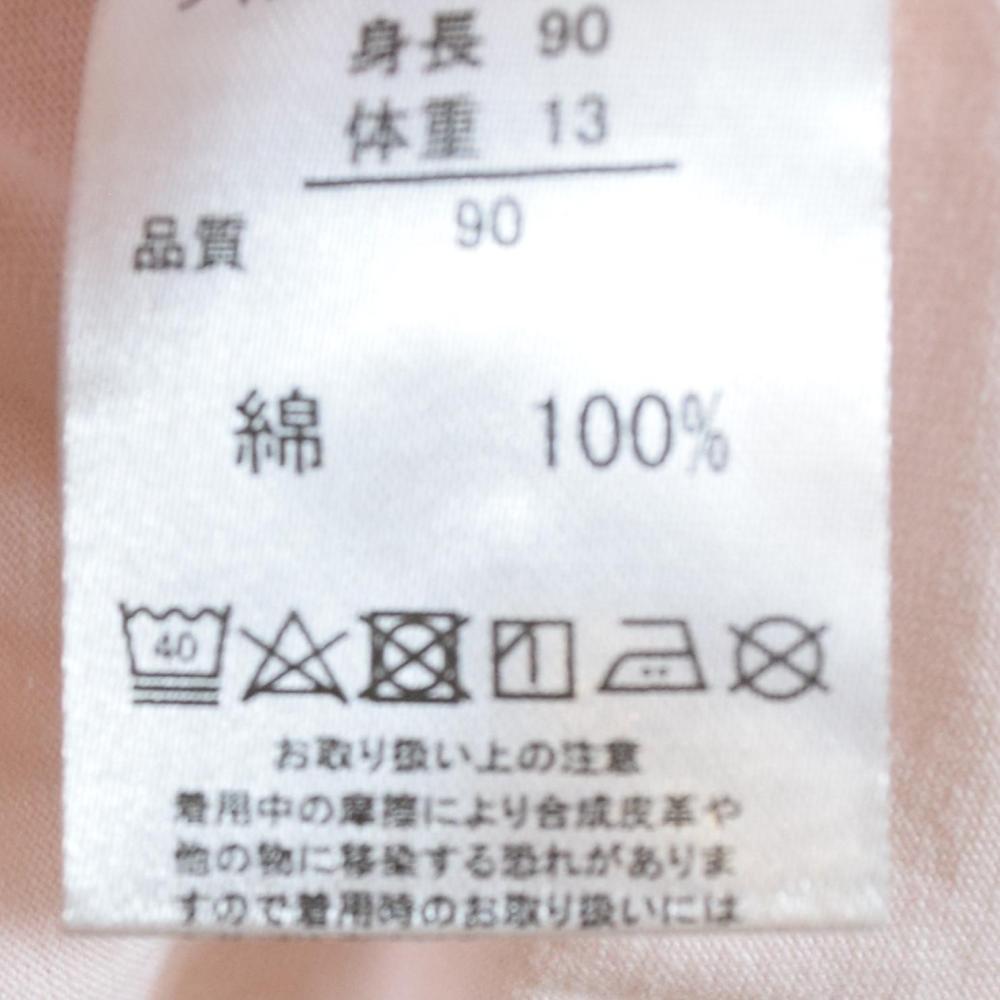 身長 90
体重 13
90
品質
綿 100%
40
お取り扱い上の注意
着用中の摩擦により合成皮革や
他の物に移染する恐れがありま
すので着用時のお取り扱いには